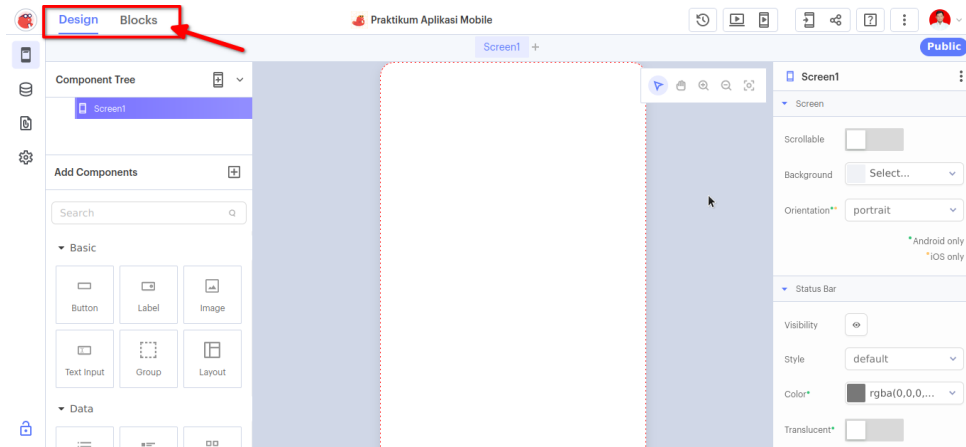 Design Blocks
Praktikum Aplikasi Mobile
Screen1 +
Public
Component Tree
Screen1
Add Components
Search
Basic
Button Label Image
Text Input Group Layout
Data
Screen1
Screen
Scrollable
Background Select...
Orientation** portrait
*Android only
*iOS only
Status Bar
Visibility
Style default
Color* rgba(0,0,0,...
Translucent*